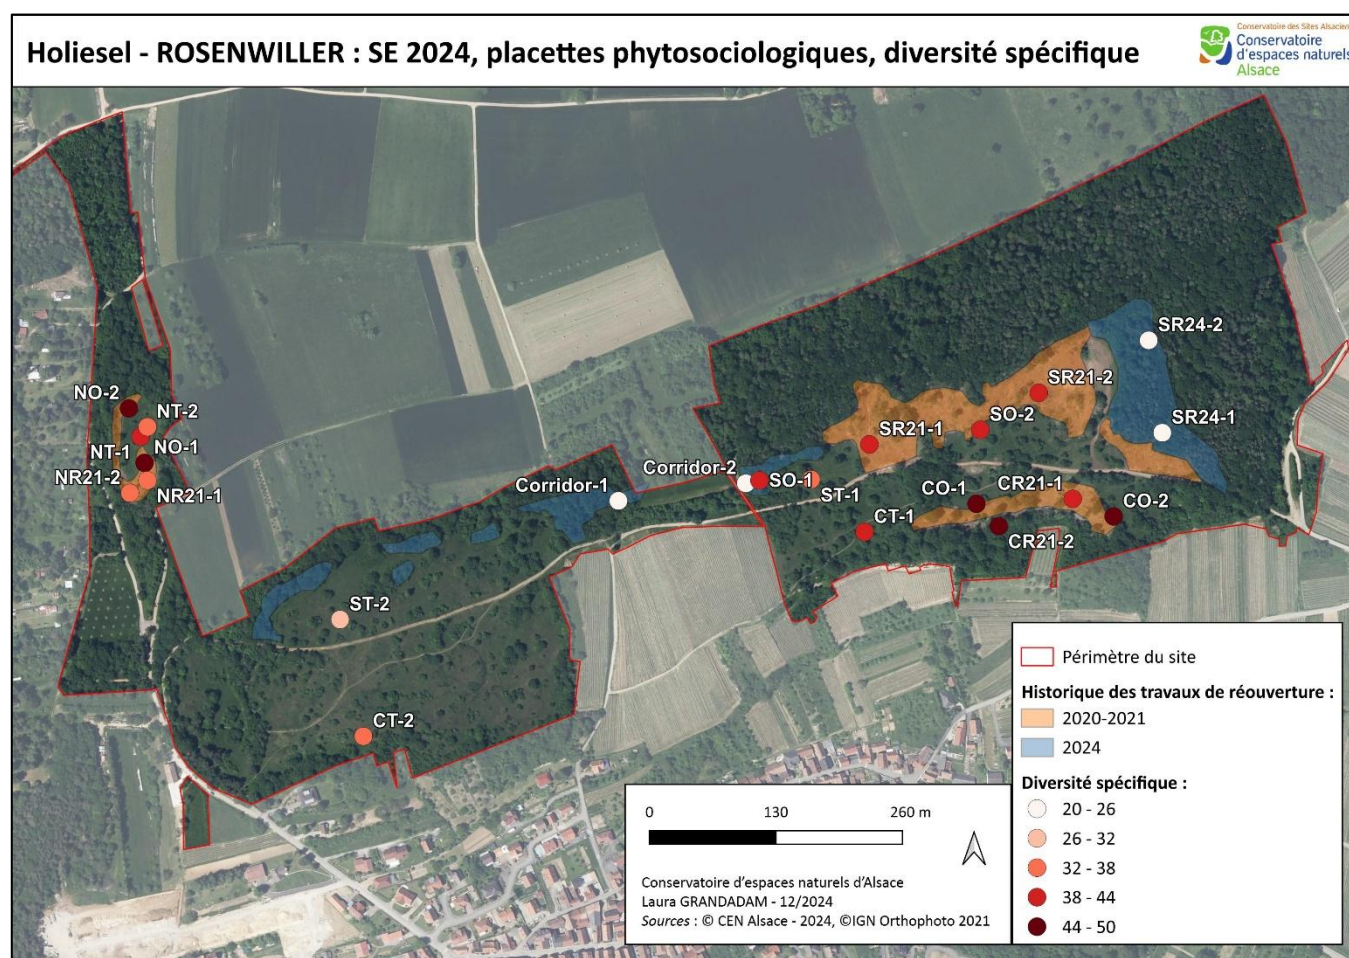 Holiesel - ROSENWILLER : SE 2024, placettes phytosociologiques, diversité spécifique
Conservatoire des Sites Alsaciens
Conservatoire
d'espaces naturels
Alsace
SR24-2
NO-2
NT-2
SR21-2
SO-2
SR24-1
NT-1
NO-1
SR21-1
NR21-2
NR21-1
Corridor-1
Corridor-2
SO-1
ST-1
CO-1
CR21-1
CO-2
CT-1
CR21-2
ST-2
CT-2
Périmètre du site
Historique des travaux de réouverture :
2020-2021
2024
Diversité spécifique :
20 - 26
26 - 32
32 - 38
38 - 44
44 - 50
0 130 260 m
Conservatoire d'espaces naturels d'Alsace
Laura GRANDADAM - 12/2024
Sources : © CEN Alsace - 2024, ©IGN Orthophoto 2021